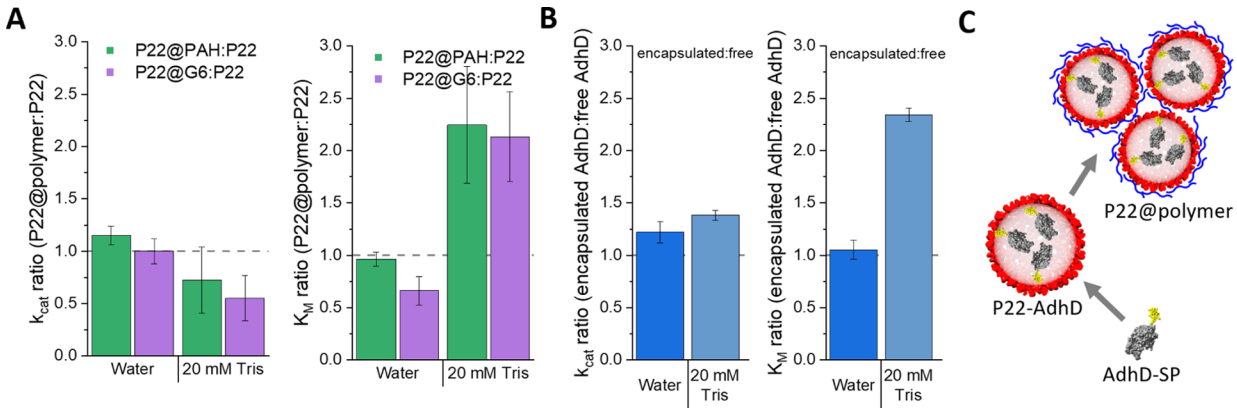 A
kcat ratio (P22@polymer:P22)
3.0
2.5
2.0
1.5
1.0
0.5
0.0
P22@PAH:P22
P22@G6:P22
Water
20 mM Tris
KM ratio (P22@polymer:P22)
3.0
2.5
2.0
1.5
1.0
0.5
0.0
P22@PAH:P22
P22@G6:P22
Water
20 mM Tris
B
kcat ratio (encapsulated AdhD:free AdhD)
3.0
2.5
2.0
1.5
1.0
0.5
0.0
encapsulated:free
Water
20 mM
Tris
KM ratio (encapsulated AdhD:free AdhD)
3.0
2.5
2.0
1.5
1.0
0.5
0.0
encapsulated:free
Water
20 mM
Tris
C
P22@polymer
P22-AdhD
AdhD-SP